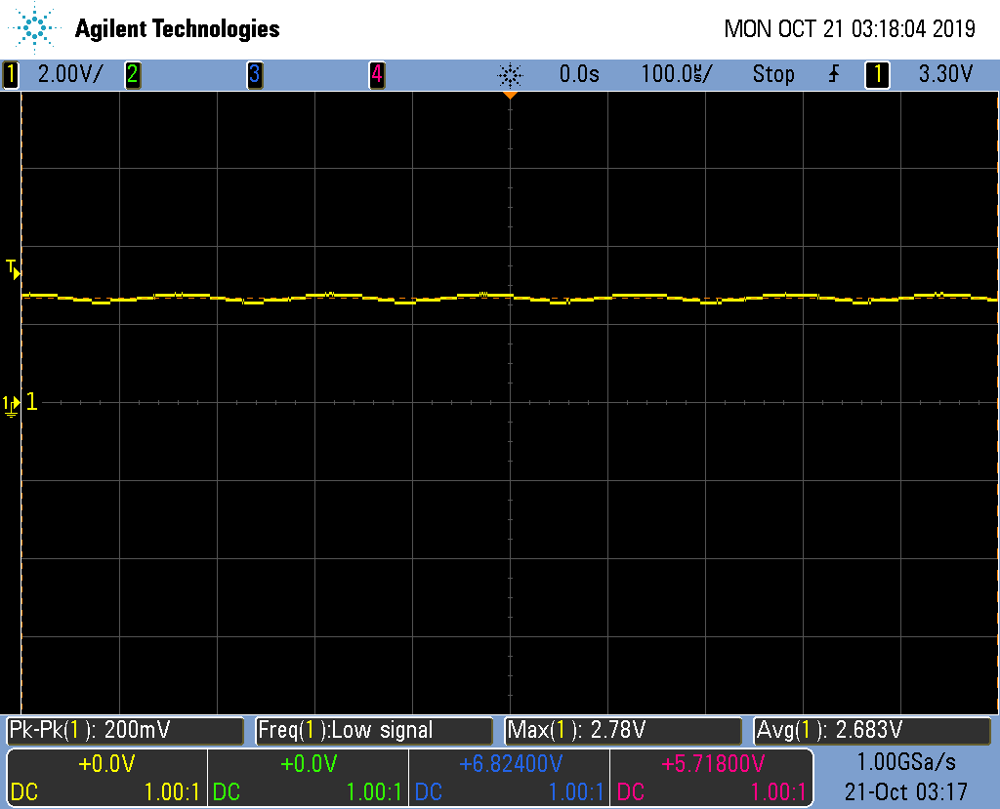 Agilent Technologies MON OCT 21 03:18:04 2019
1 2.00V/ 2 3 4 0.0s 100.0㎲/ Stop 1 3.30V
T
1 1
Pk-Pk(1): 200mV Freq(1):Low signal Max(1): 2.78V Avg(1): 2.683V
+0.0V +0.0V +6.82400V +5.71800V 1.00GSa/s
DC 1.00:1 DC 1.00:1 DC 1.00:1 DC 1.00:1 21-Oct 03:17